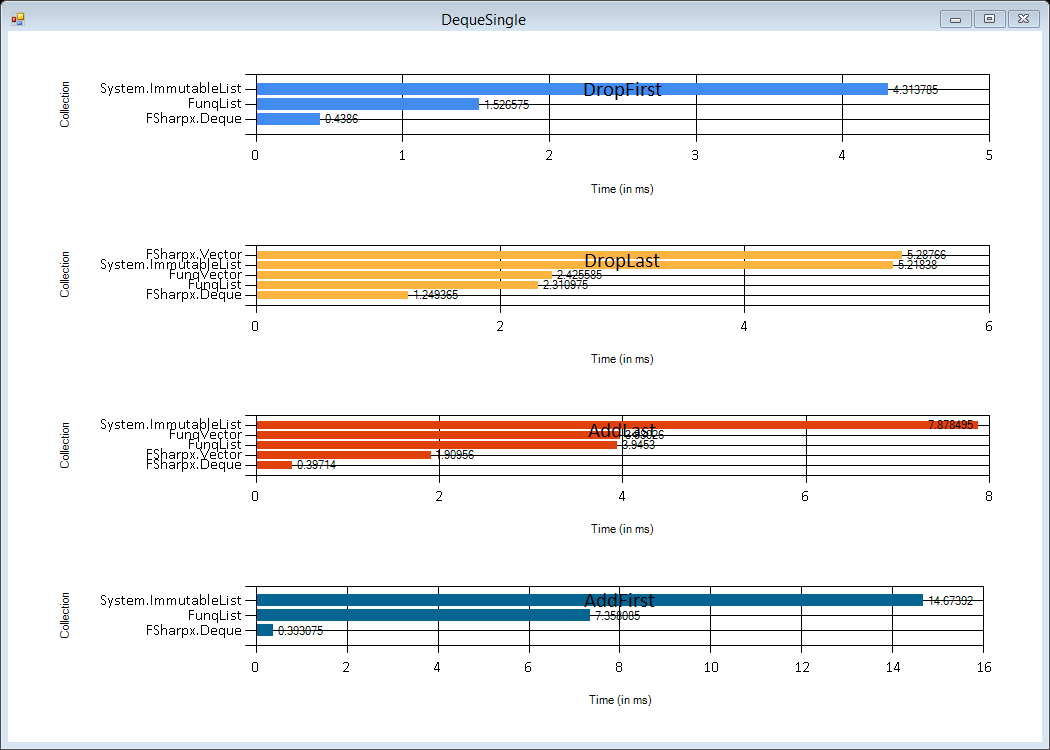 DequeSingle
DropFirst
Collection
System.ImmutableList 4.313785
FunqList 1.526575
FSharpx.Deque 0.4386
0 1 2 3 4 5
Time (in ms)
DropLast
Collection
FSharpx.Vector 5.28766
System.ImmutableList 5.21838
FunqVector 2.425585
FunqList 2.310975
FSharpx.Deque 1.249365
0 2 4 6
Time (in ms)
AddLast
Collection
System.ImmutableList 7.878495
FunqVector
FunqList 3.9453
FSharpx.Vector 1.90956
FSharpx.Deque 0.39714
0 2 4 6 8
Time (in ms)
AddFirst
Collection
System.ImmutableList 14.67392
FunqList 7.358085
FSharpx.Deque 0.393075
0 2 4 6 8 10 12 14 16
Time (in ms)